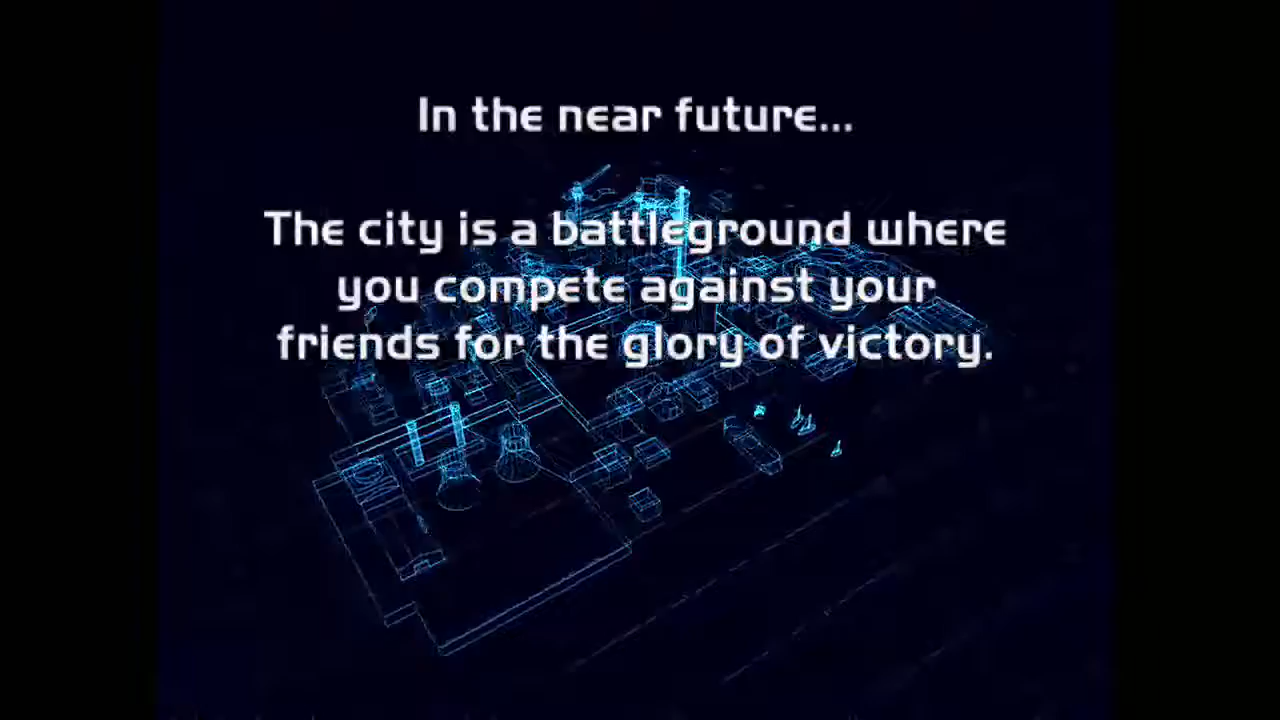 In the near future...
The city is a battleground where
you compete against your
friends for the glory of victory.